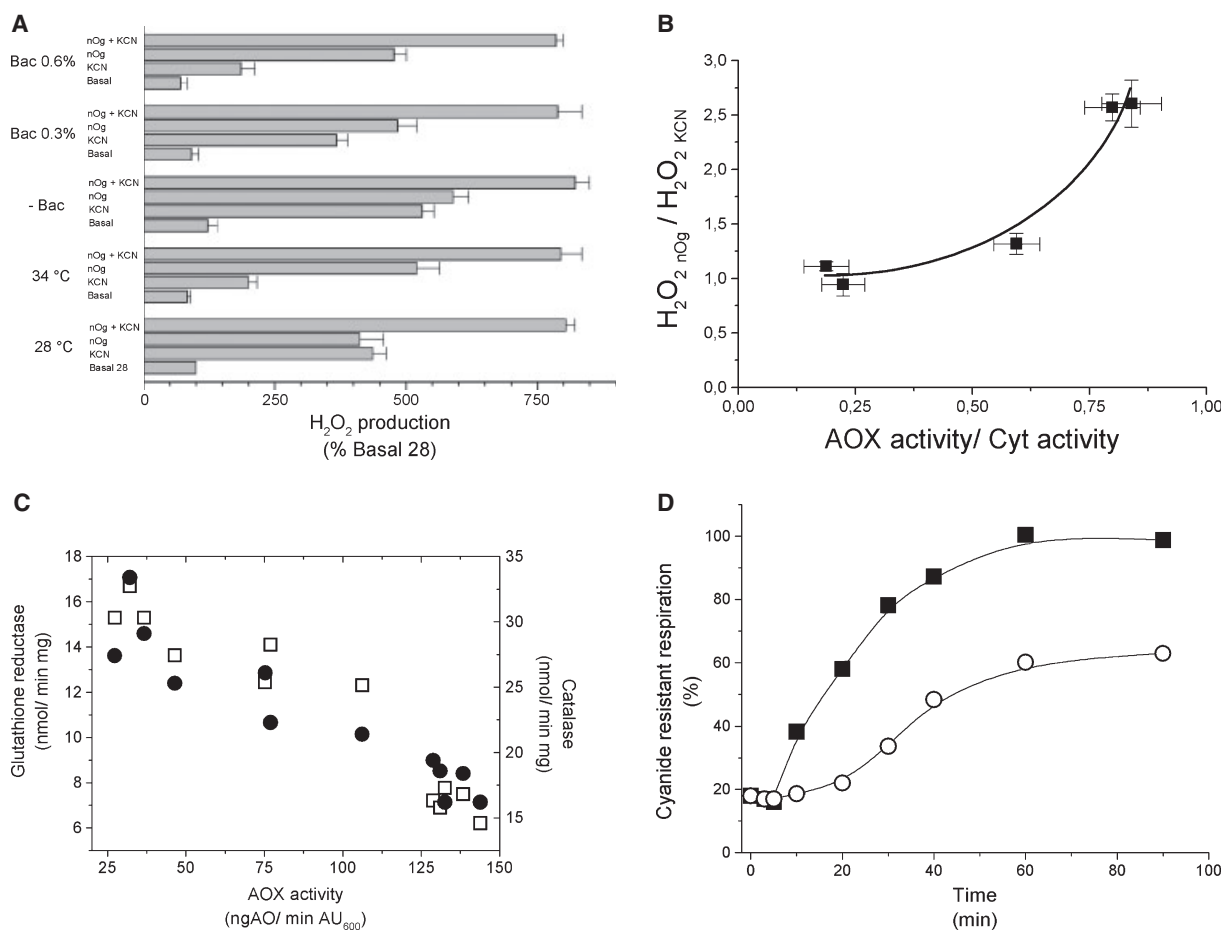 A
nOg + KCN
nOg
KCN
Basal
Bac 0.6%
nOg + KCN
nOg
KCN
Basal
Bac 0.3%
nOg + KCN
nOg
KCN
Basal
- Bac
nOg + KCN
nOg
KCN
Basal
34 °C
nOg + KCN
nOg
KCN
Basal 28
28 °C
0 250 500 750
H2O2 production
(% Basal 28)
B
3,0
2,5
2,0
1,5
1,0
0,5
0,0
H2O2 nOg / H2O2 KCN
0,00 0,25 0,50 0,75 1,00
AOX activity/ Cyt activity
C
18
16
14
12
10
8
6
Glutathione reductase
(nmol/ min mg)
35
30
25
20
15
Catalase
(nmol/ min mg)
25 50 75 100 125 150
AOX activity
(ngAO/ min AU600)
D
100
80
60
40
20
0
Cyanide resistant respiration
(%)
0 20 40 60 80 100
Time
(min)